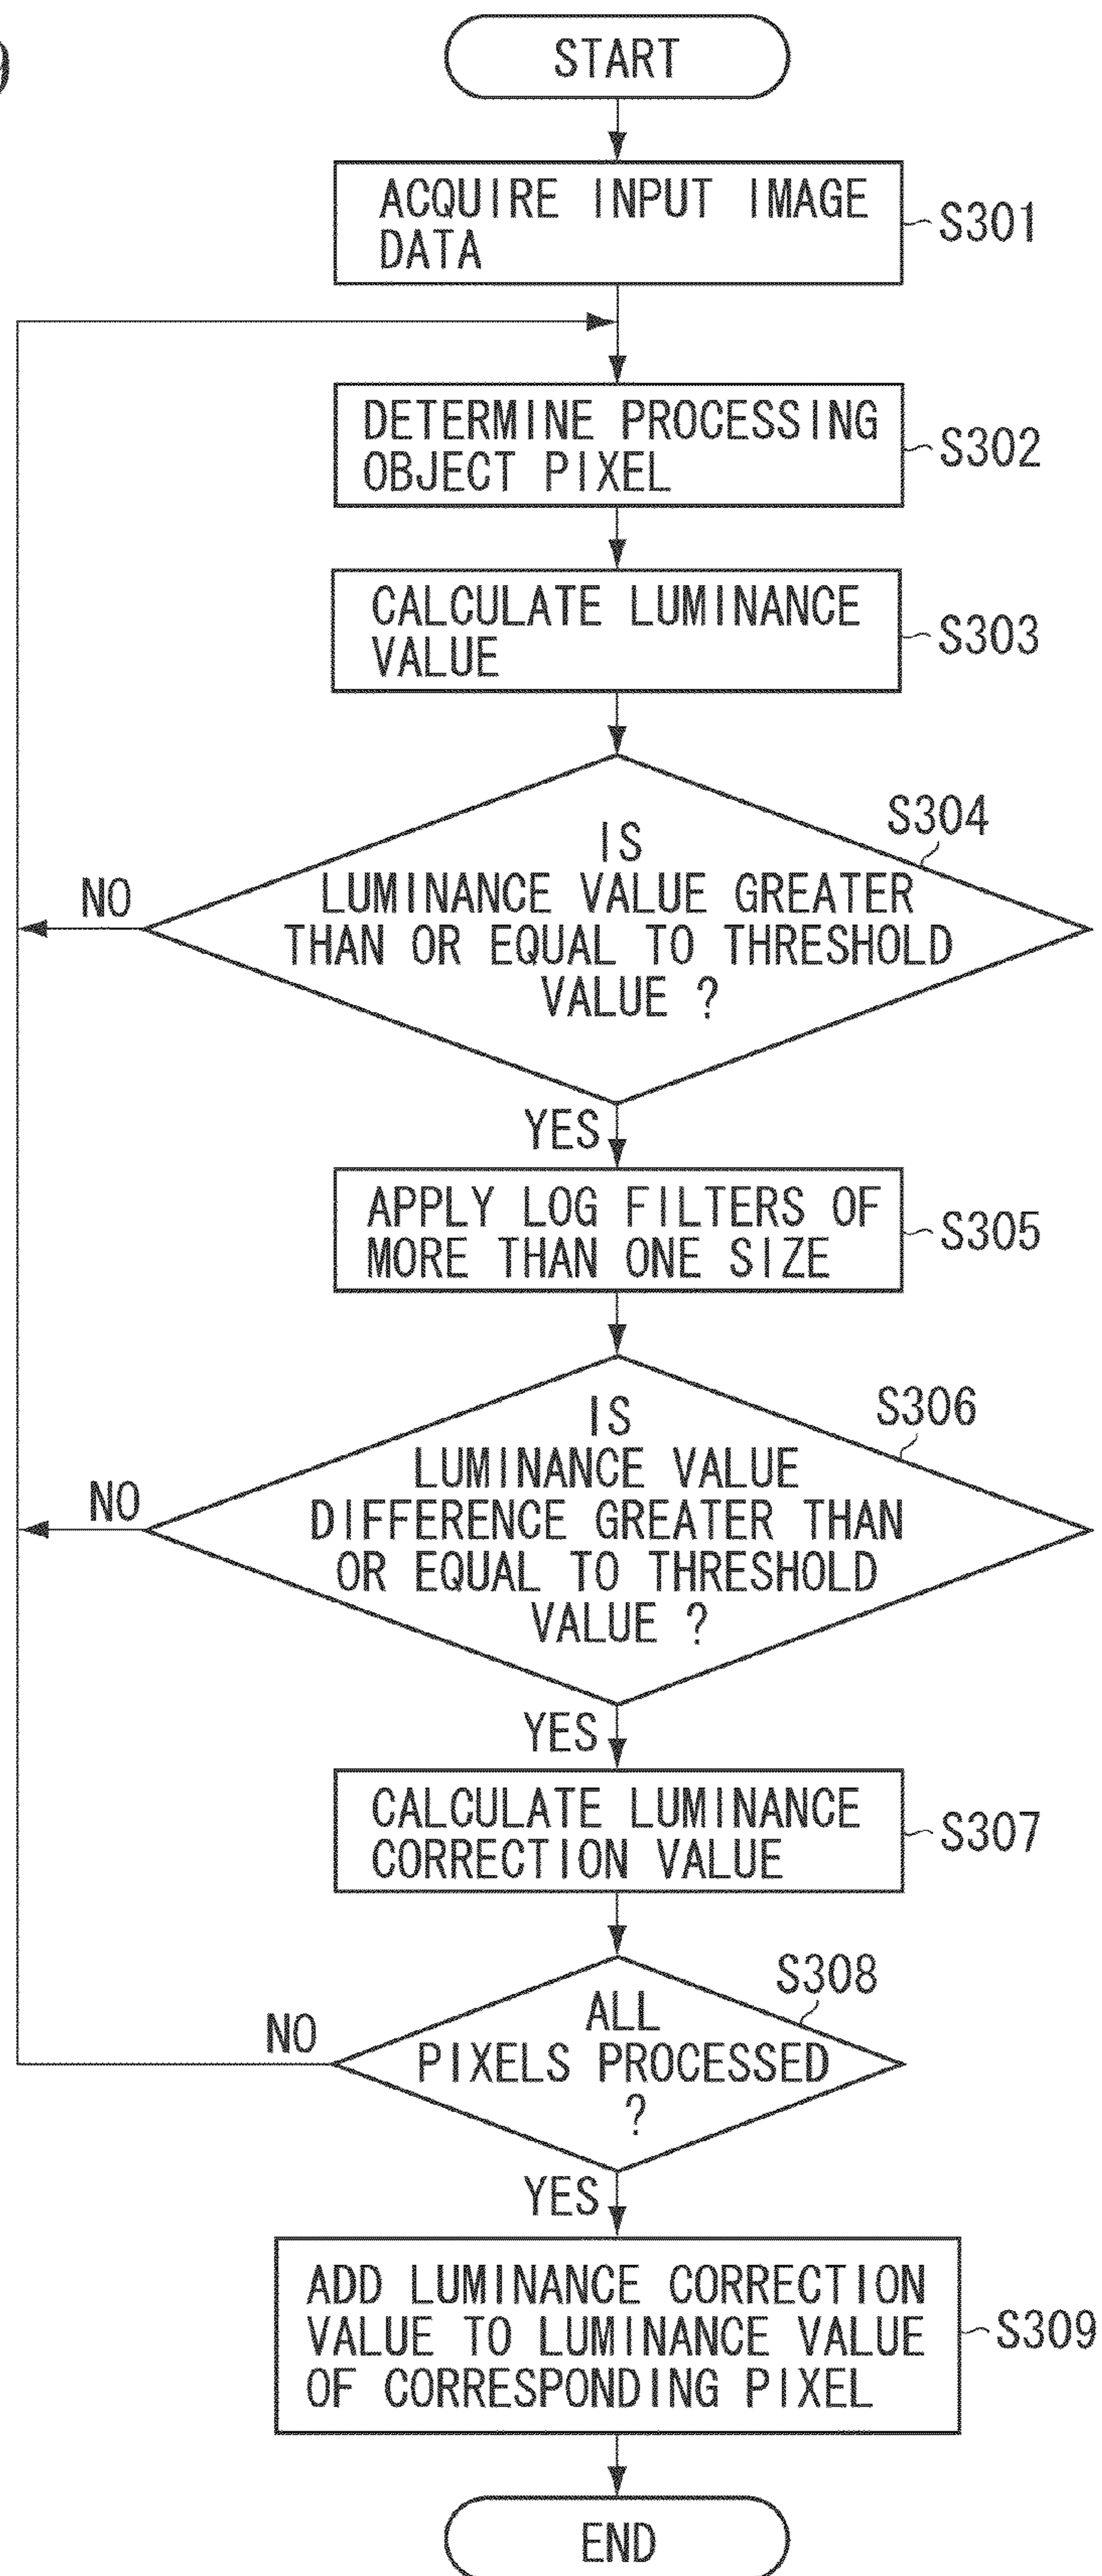 START
ACQUIRE INPUT IMAGE
DATA
S301
DETERMINE PROCESSING
OBJECT PIXEL
S302
CALCULATE LUMINANCE
VALUE
S303
S304
IS
LUMINANCE VALUE GREATER
THAN OR EQUAL TO THRESHOLD
VALUE ?
NO
YES
APPLY LOG FILTERS OF
MORE THAN ONE SIZE
S305
S306
IS
LUMINANCE VALUE
DIFFERENCE GREATER THAN
OR EQUAL TO THRESHOLD
VALUE ?
NO
YES
CALCULATE LUMINANCE
CORRECTION VALUE
S307
S308
ALL
PIXELS PROCESSED
?
NO
YES
ADD LUMINANCE CORRECTION
VALUE TO LUMINANCE VALUE
OF CORRESPONDING PIXEL
S309
END